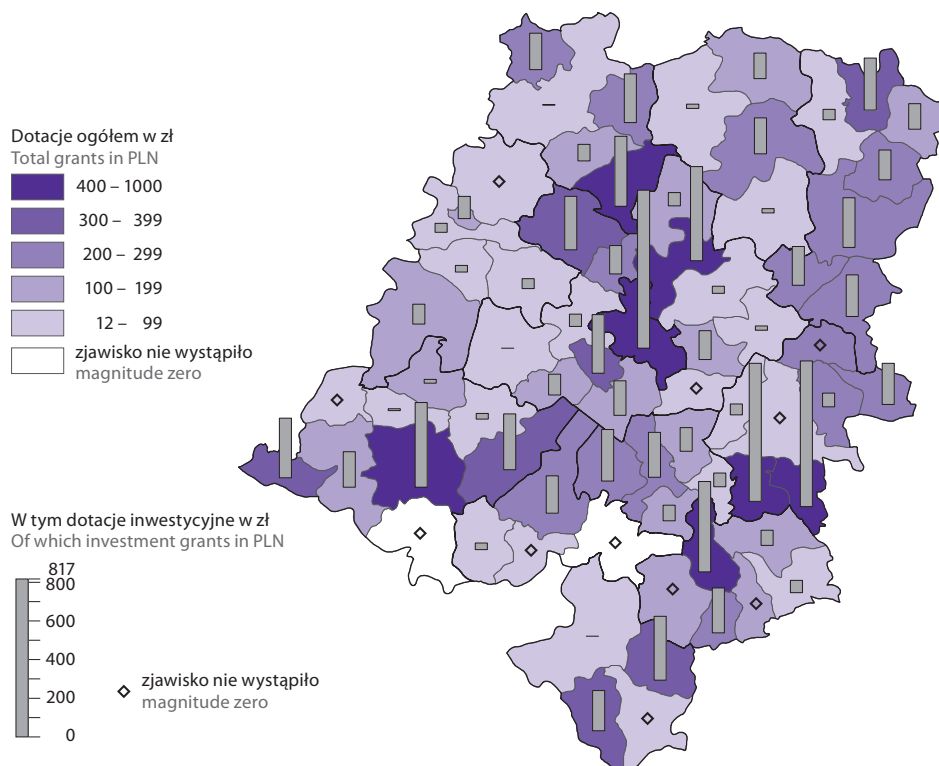 Dotacje ogółem w zł
Total grants in PLN
400 – 1000
300 – 399
200 – 299
100 – 199
12 – 99
zjawisko nie wystąpiło
magnitude zero
W tym dotacje inwestycyjne w zł
Of which investment grants in PLN
817
800
600
400
200
0
zjawisko nie wystąpiło
magnitude zero